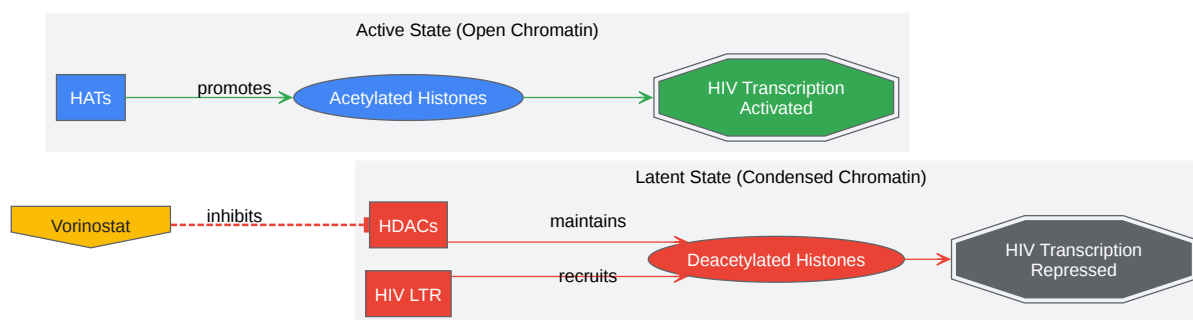 Active State (Open Chromatin)
HATs
promotes
Acetylated Histones
HIV Transcription
Activated
Latent State (Condensed Chromatin)
Vorinostat
inhibits
HDACs
maintains
HIV LTR
recruits
Deacetylated Histones
HIV Transcription
Repressed